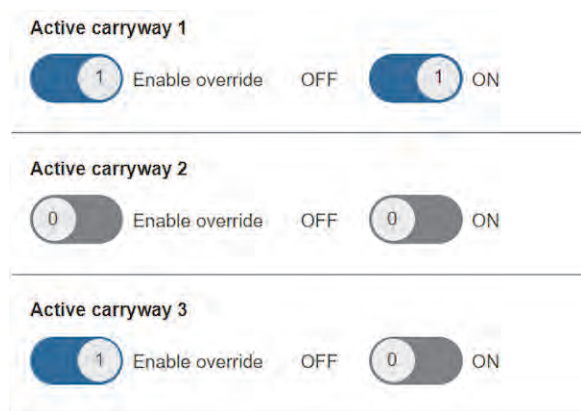 Active carryway 1
1 Enable override OFF 1 ON
Active carryway 2
0 Enable override OFF 0 ON
Active carryway 3
1 Enable override OFF 0 ON